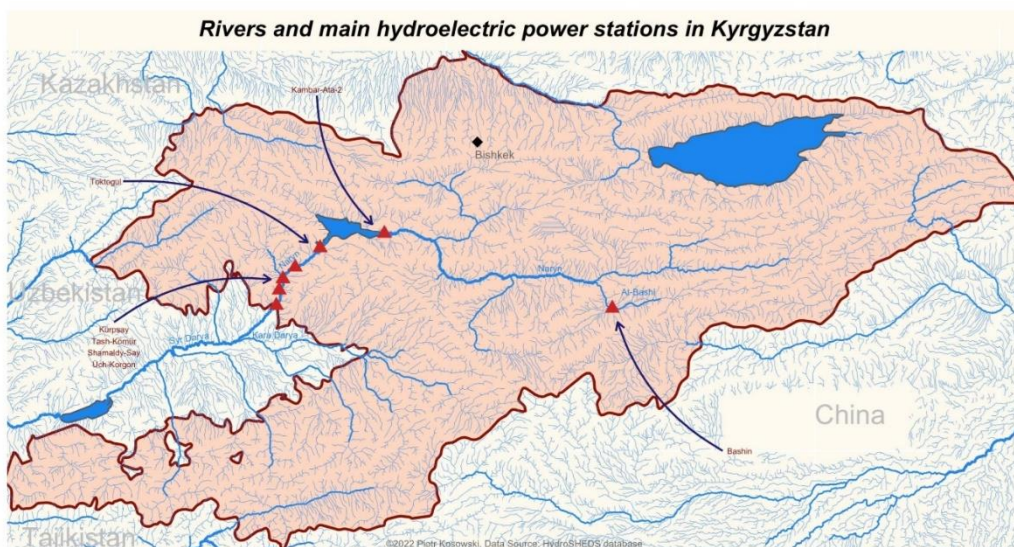 Rivers and main hydroelectric power stations in Kyrgyzstan
Kazakhstan
Kambar-Ata-2
Bishkek
Toktogul
Naryn
Naryn
Uzbekistan
Al-Bashi
Kürpsay
Tash-Kömür
Shamaldy-Say
Üch-Korgon
Syr Darya
Kara Darya
China
Bashin
Tajikistan
©2022 Piotr Kosowski, Data Source: HydroSHEDS database